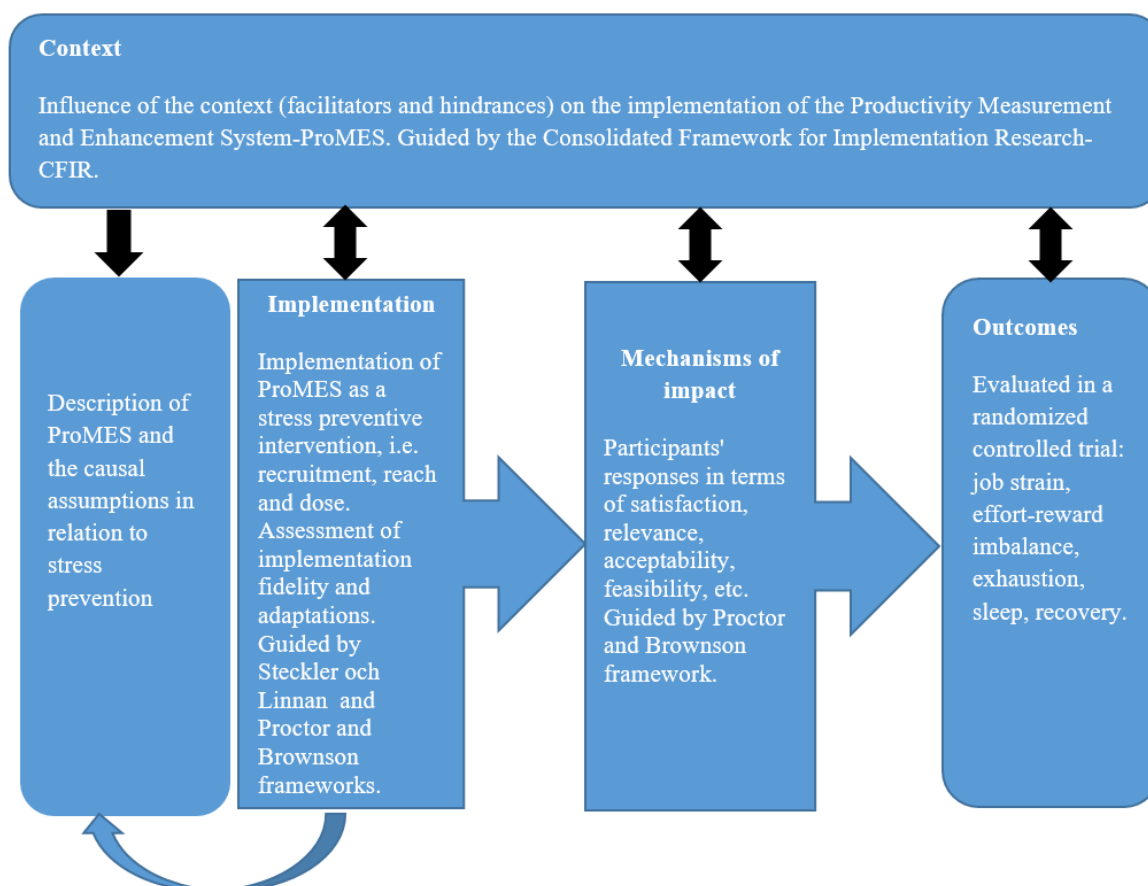 Context
Influence of the context (facilitators and hindrances) on the implementation of the Productivity Measurement
and Enhancement System-ProMES. Guided by the Consolidated Framework for Implementation Research-
CFIR.
Description of
ProMES and
the causal
assumptions in
relation to
stress
prevention
Implementation
Implementation of
ProMES as a
stress preventive
intervention, i.e.
recruitment, reach
and dose.
Assessment of
implementation
fidelity and
adaptations.
Guided by
Steckler och
Linnan  and
Proctor and
Brownson
frameworks.
Mechanisms of
impact
Participants'
responses in terms
of satisfaction,
relevance,
acceptability,
feasibility, etc.
Guided by Proctor
and Brownson
framework.
Outcomes
Evaluated in a
randomized
controlled trial:
job strain,
effort-reward
imbalance,
exhaustion,
sleep, recovery.